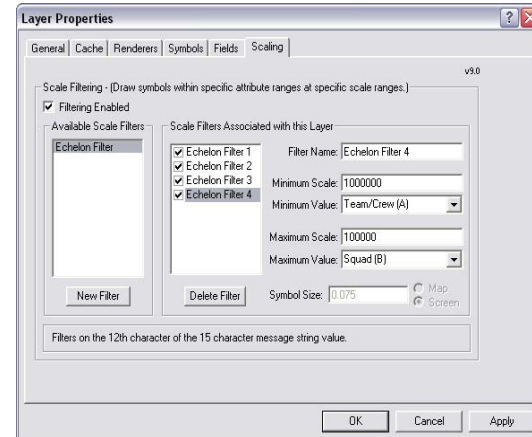 Layer Properties
General Cache Renderers Symbols Fields Scaling
v9.0
Scale Filtering - (Draw symbols within specific attribute ranges at specific scale ranges.)
Filtering Enabled
Available Scale Filters
Echelon Filter
New Filter
Scale Filters Associated with this Layer
Echelon Filter 1
Echelon Filter 2
Echelon Filter 3
Echelon Filter 4
Delete Filter
Filter Name: Echelon Filter 4
Minimum Scale: 1000000
Minimum Value: Team/Crew (A)
Maximum Scale: 100000
Maximum Value: Squad (B)
Symbol Size: 0.075
Map
Screen
Filters on the 12th character of the 15 character message string value.
OK Cancel Apply